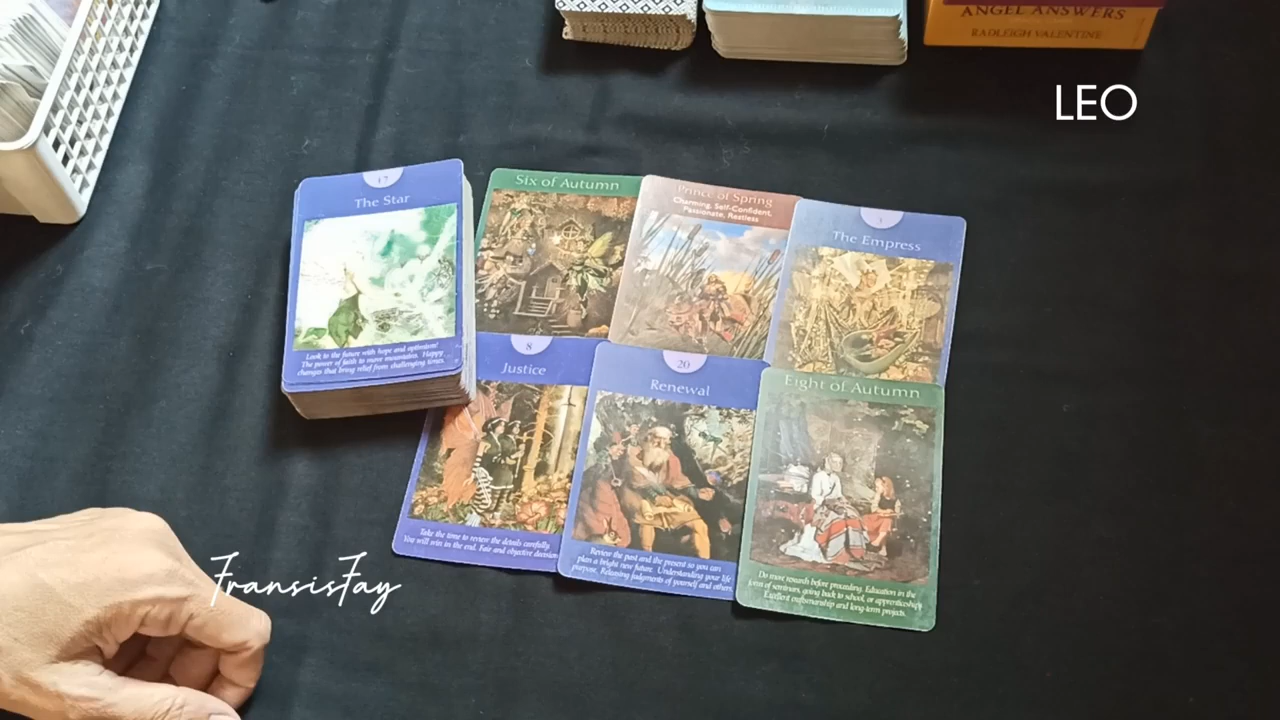 ANGEL ANSWERS
RADLEIGH VALENTINE
LEO
17
The Star
Look to the future with hope and optimism!
The power of faith to move mountains. Happy
changes that bring relief from challenging times.
Six of Autumn
Prince of Spring
Charming, Self-Confident,
Passionate, Restless
The Empress
8
Justice
Take the time to review the details carefully.
You will win in the end. Fair and objective decision
20
Renewal
Review the past and the present so you can
plan a bright new future. Understanding your life
purpose. Releasing judgments of yourself and others.
Eight of Autumn
Do more research before proceeding. Education in the
form of seminars, going back to school, or apprenticeship.
Excellent craftsmanship and long-term projects.
FransisFay